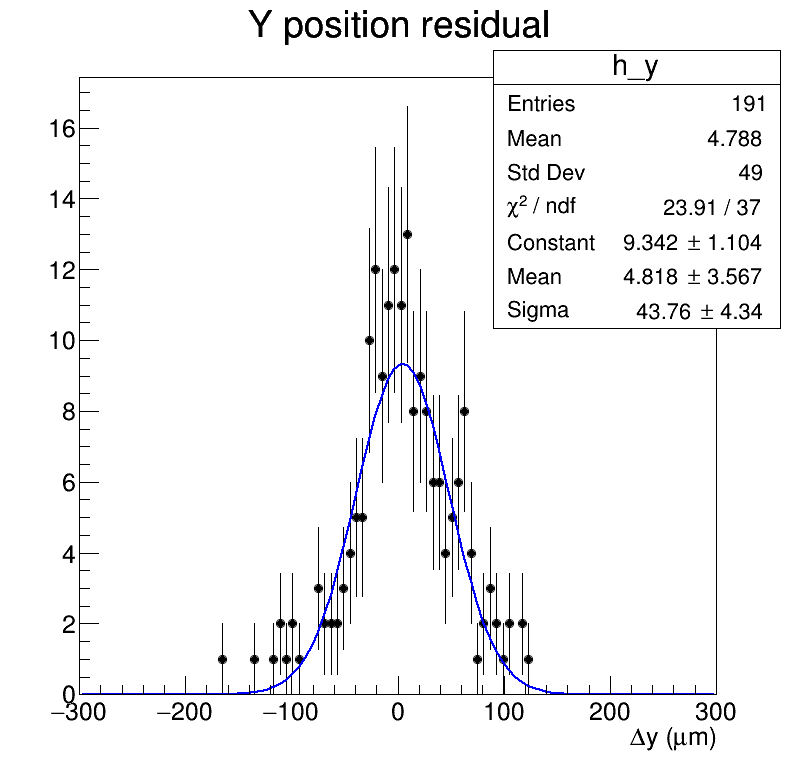 Y position residual
h_y
Entries 191
Mean 4.788
Std Dev 49
χ² / ndf 23.91 / 37
Constant 9.342 ± 1.104
Mean 4.818 ± 3.567
Sigma 43.76 ± 4.34
16
14
12
10
8
6
4
2
0
−300 −200 −100 0 100 200 300
Δy (μm)